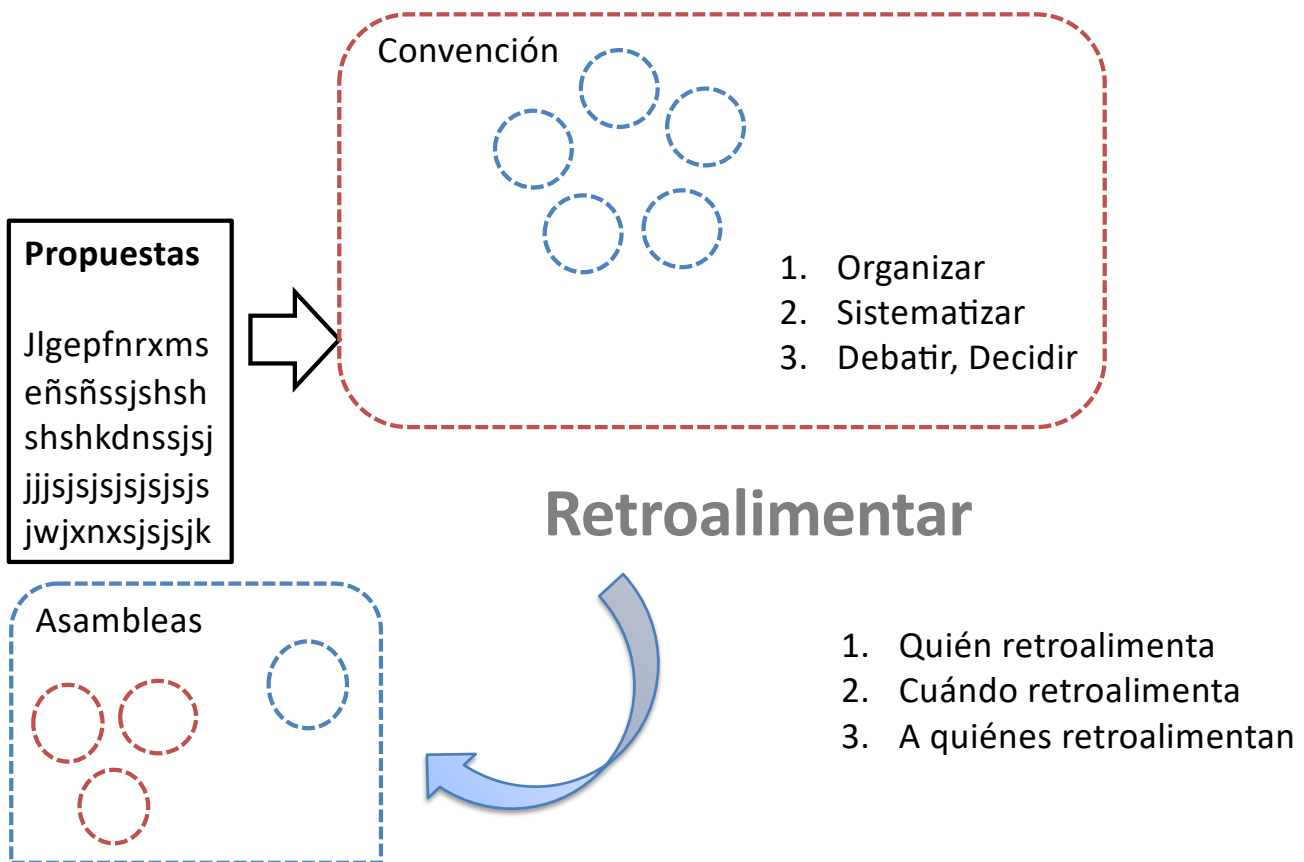 Convención
1. Organizar
2. Sistematizar
3. Debatir, Decidir
Propuestas
Jlgepfnrxms
eñsñssjshsh
shshkdnssjsj
jjjsjsjsjsjsjsjs
jwjxnxsjsjsjk
Retroalimentar
Asambleas
1. Quién retroalimenta
2. Cuándo retroalimenta
3. A quiénes retroalimentan